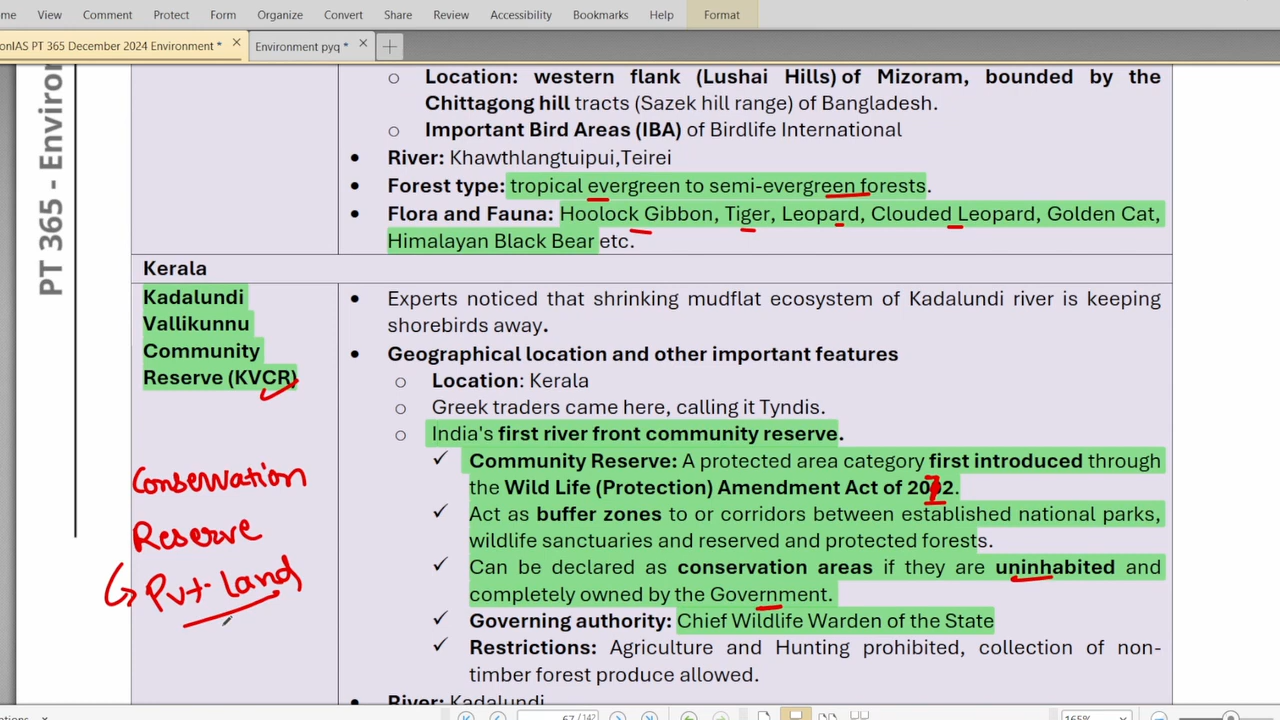 ome View Comment Protect Form Organize Convert Share Review Accessibility Bookmarks Help Format
onIAS PT 365 December 2024 Environment * × Environment pyq * × +
PT 365 - Environ
○ Location: western flank (Lushai Hills) of Mizoram, bounded by the
Chittagong hill tracts (Sazek hill range) of Bangladesh.
○ Important Bird Areas (IBA) of Birdlife International
• River: Khawthlangtuipui,Teirei
• Forest type: tropical evergreen to semi-evergreen forests.
• Flora and Fauna: Hoolock Gibbon, Tiger, Leopard, Clouded Leopard, Golden Cat,
Himalayan Black Bear etc.
Kerala
Kadalundi
Vallikunnu
Community
Reserve (KVCR)
Conservation
Reserve
Pvt land
• Experts noticed that shrinking mudflat ecosystem of Kadalundi river is keeping
shorebirds away.
• Geographical location and other important features
○ Location: Kerala
○ Greek traders came here, calling it Tyndis.
○ India's first river front community reserve.
✓ Community Reserve: A protected area category first introduced through
the Wild Life (Protection) Amendment Act of 2002.
✓ Act as buffer zones to or corridors between established national parks,
wildlife sanctuaries and reserved and protected forests.
✓ Can be declared as conservation areas if they are uninhabited and
completely owned by the Government.
✓ Governing authority: Chief Wildlife Warden of the State
✓ Restrictions: Agriculture and Hunting prohibited, collection of non-
timber forest produce allowed.
• River: Kadalundi
67 / 142 165%